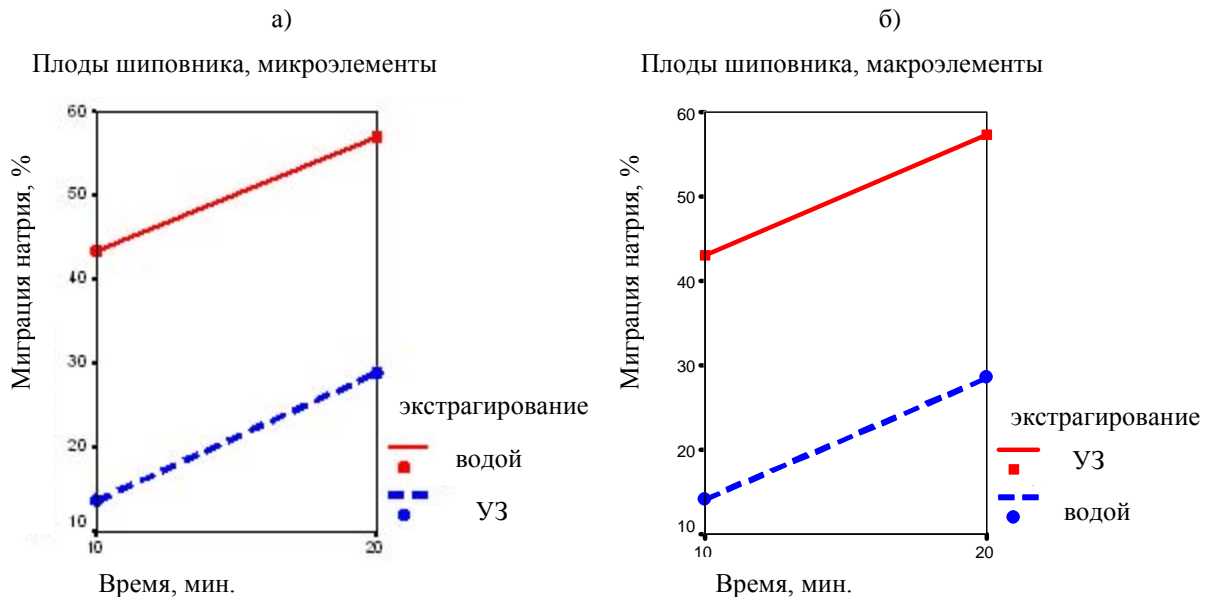 а)
Плоды шиповника, микроэлементы
Миграция натрия, %
60
50
40
30
20
10
10
20
Время, мин.
экстрагирование
водой
УЗ
б)
Плоды шиповника, макроэлементы
Миграция натрия, %
60
50
40
30
20
10
10
20
Время, мин.
экстрагирование
УЗ
водой